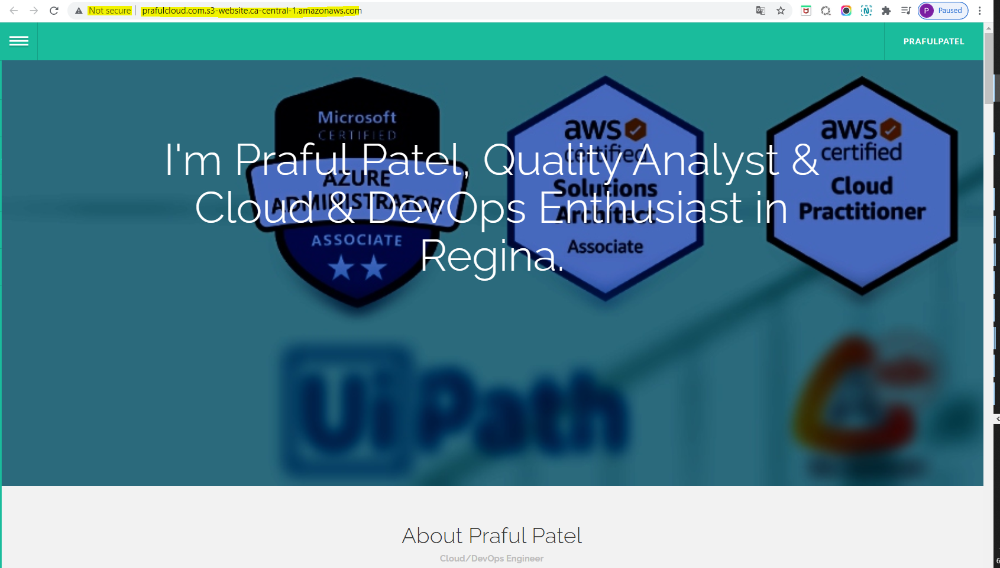 Not secure
prafulcloud.com.s3-website.ca-central-1.amazonaws.com
P Paused
PRAFULPATEL
Microsoft
CERTIFIED
AZURE
ADMINISTRATOR
ASSOCIATE
aws
certified
Solutions
Architect
Associate
aws
certified
Cloud
Practitioner
I'm Praful Patel, Quality Analyst &
Cloud & DevOps Enthusiast in
Regina.
UiPath
About Praful Patel
Cloud/DevOps Engineer
6